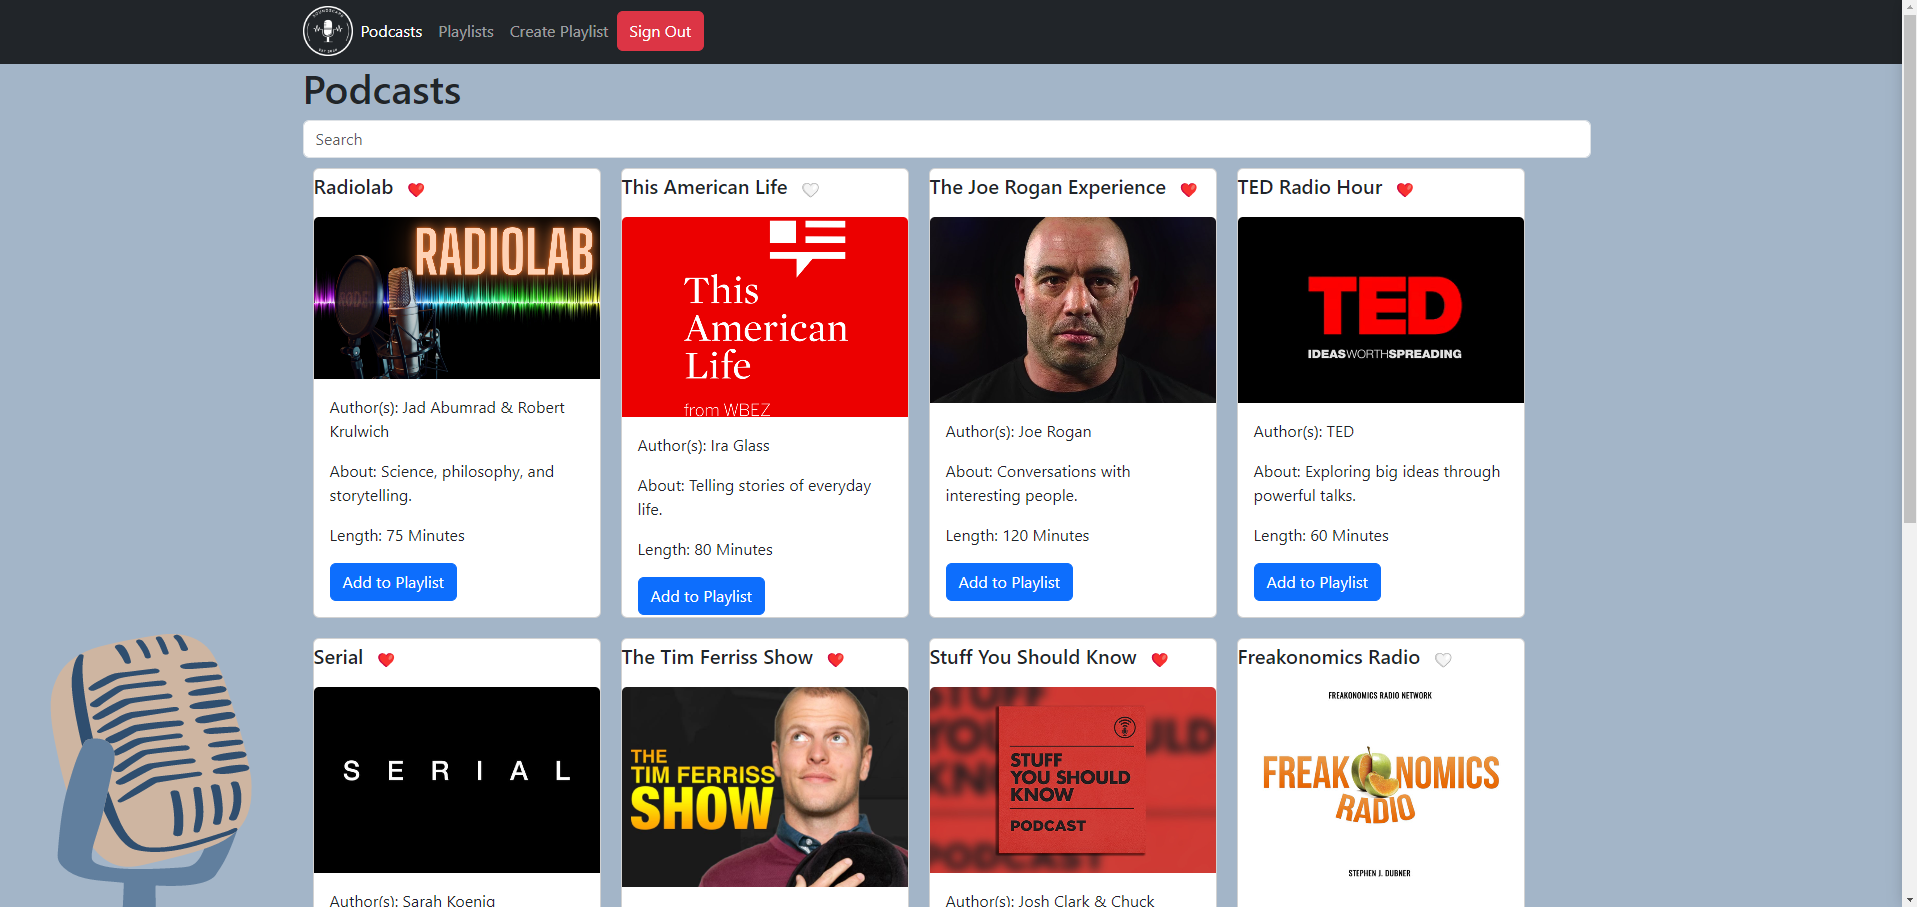 SOUNDSCAPE
Podcasts
Playlists
Create Playlist
Sign Out
Podcasts
Search
Radiolab
This American Life
The Joe Rogan Experience
TED Radio Hour
RADIOLAB
This
American
Life
from WBEZ
TED
IDEASWORTHSPREADING
Author(s): Jad Abumrad & Robert
Krulwich
About: Science, philosophy, and
storytelling.
Length: 75 Minutes
Add to Playlist
Author(s): Ira Glass
About: Telling stories of everyday
life.
Length: 80 Minutes
Add to Playlist
Author(s): Joe Rogan
About: Conversations with
interesting people.
Length: 120 Minutes
Add to Playlist
Author(s): TED
About: Exploring big ideas through
powerful talks.
Length: 60 Minutes
Add to Playlist
Serial
The Tim Ferriss Show
Stuff You Should Know
Freakonomics Radio
SERIAL
THE
TIM FERRISS
SHOW
STUFF
YOU SHOULD
KNOW
PODCAST
FREAKONOMICS RADIO NETWORK
FREAKONOMICS
RADIO
STEPHEN J. DUBNER
Author(s): Sarah Koenig
Author(s): Josh Clark & Chuck